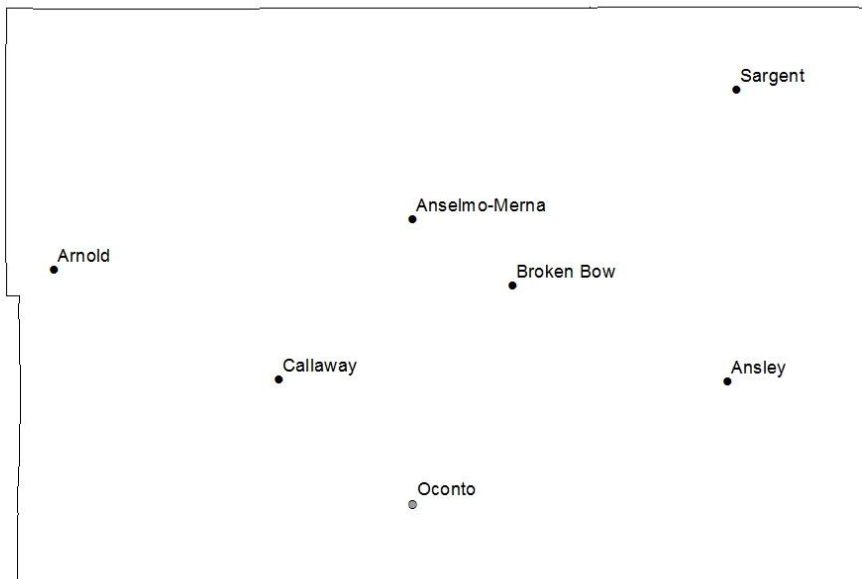 Sargent
Anselmo-Merna
Arnold
Broken Bow
Callaway
Ansley
Oconto